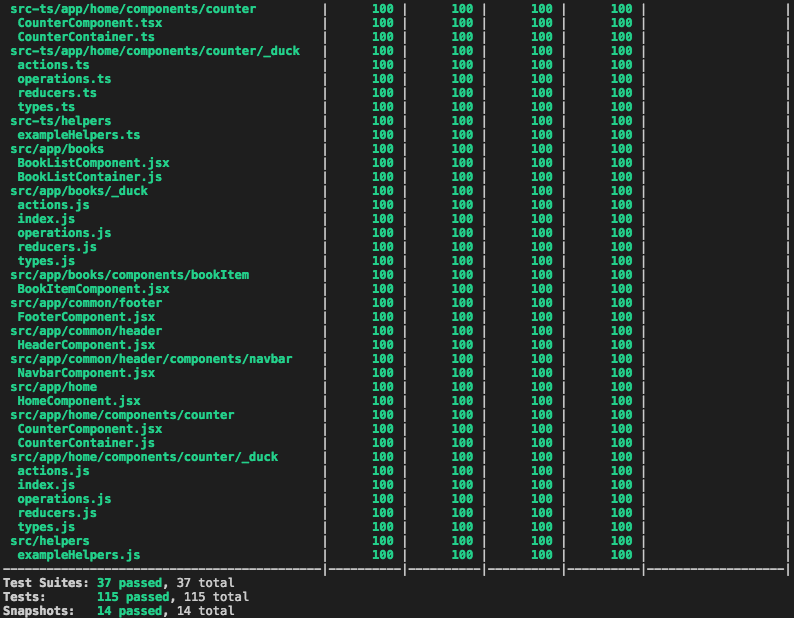 src-ts/app/home/components/counter | 100 | 100 | 100 | 100 | |
CounterComponent.tsx | 100 | 100 | 100 | 100 | |
CounterContainer.ts | 100 | 100 | 100 | 100 | |
src-ts/app/home/components/counter/_duck | 100 | 100 | 100 | 100 | |
actions.ts | 100 | 100 | 100 | 100 | |
operations.ts | 100 | 100 | 100 | 100 | |
reducers.ts | 100 | 100 | 100 | 100 | |
types.ts | 100 | 100 | 100 | 100 | |
src-ts/helpers | 100 | 100 | 100 | 100 | |
exampleHelpers.ts | 100 | 100 | 100 | 100 | |
src/app/books | 100 | 100 | 100 | 100 | |
BookListComponent.jsx | 100 | 100 | 100 | 100 | |
BookListContainer.js | 100 | 100 | 100 | 100 | |
src/app/books/_duck | 100 | 100 | 100 | 100 | |
actions.js | 100 | 100 | 100 | 100 | |
index.js | 100 | 100 | 100 | 100 | |
operations.js | 100 | 100 | 100 | 100 | |
reducers.js | 100 | 100 | 100 | 100 | |
types.js | 100 | 100 | 100 | 100 | |
src/app/books/components/bookItem | 100 | 100 | 100 | 100 | |
BookItemComponent.jsx | 100 | 100 | 100 | 100 | |
src/app/common/footer | 100 | 100 | 100 | 100 | |
FooterComponent.jsx | 100 | 100 | 100 | 100 | |
src/app/common/header | 100 | 100 | 100 | 100 | |
HeaderComponent.jsx | 100 | 100 | 100 | 100 | |
src/app/common/header/components/navbar | 100 | 100 | 100 | 100 | |
NavbarComponent.jsx | 100 | 100 | 100 | 100 | |
src/app/home | 100 | 100 | 100 | 100 | |
HomeComponent.jsx | 100 | 100 | 100 | 100 | |
src/app/home/components/counter | 100 | 100 | 100 | 100 | |
CounterComponent.jsx | 100 | 100 | 100 | 100 | |
CounterContainer.js | 100 | 100 | 100 | 100 | |
src/app/home/components/counter/_duck | 100 | 100 | 100 | 100 | |
actions.js | 100 | 100 | 100 | 100 | |
index.js | 100 | 100 | 100 | 100 | |
operations.js | 100 | 100 | 100 | 100 | |
reducers.js | 100 | 100 | 100 | 100 | |
types.js | 100 | 100 | 100 | 100 | |
src/helpers | 100 | 100 | 100 | 100 | |
exampleHelpers.js | 100 | 100 | 100 | 100 | |
--------------------------------------------|----------|----------|----------|----------|-------------------|
Test Suites: 37 passed, 37 total
Tests: 115 passed, 115 total
Snapshots: 14 passed, 14 total